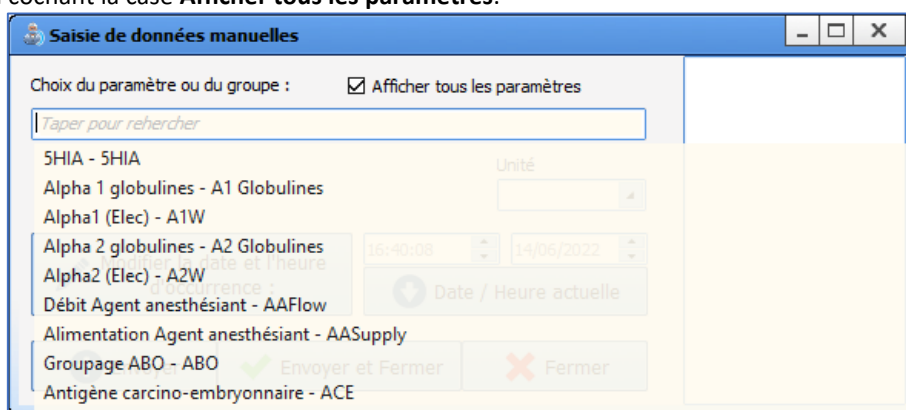 cochant la case Afficher tous les paramètres.
Saisie de données manuelles
Choix du paramètre ou du groupe :
Afficher tous les paramètres
Taper pour rehercher
5HIA - 5HIA
Unité
Alpha 1 globulines - A1 Globulines
Alpha1 (Elec) - A1W
Alpha 2 globulines - A2 Globulines
16:40:08
14/06/2022
Modifier la date et l'heure
Alpha2 (Elec) - A2W
d'occurrence :
Date / Heure actuelle
Débit Agent anesthésiant - AAFlow
Alimentation Agent anesthésiant - AASupply
Groupage ABO - ABO
Envoyer
Envoyer et Fermer
Fermer
Antigène carcino-embryonnaire - ACE